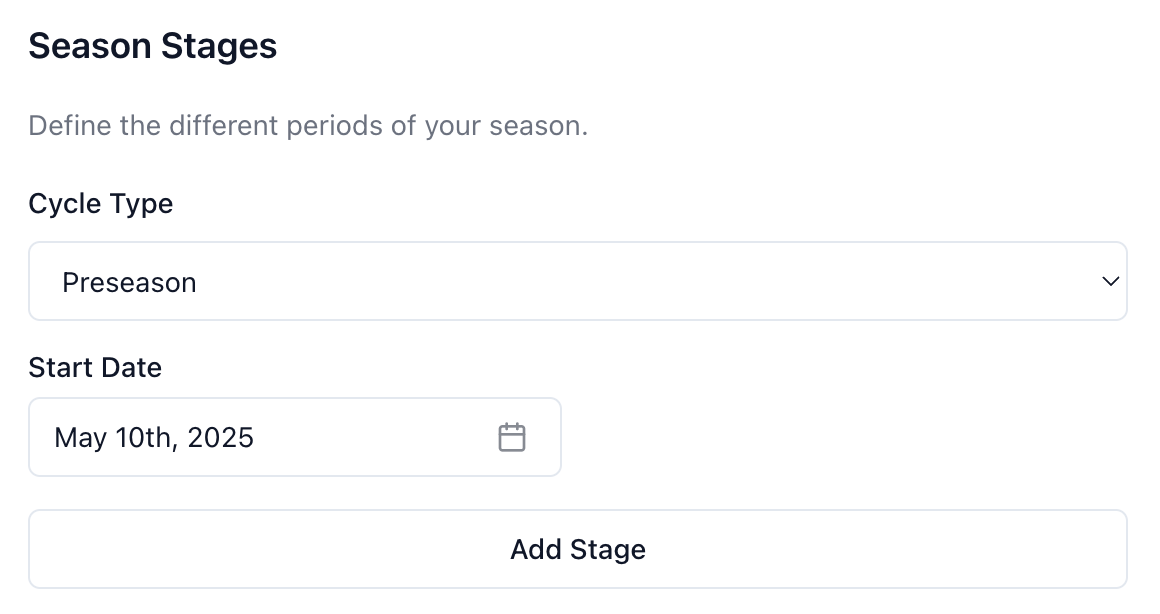 Season Stages
Define the different periods of your season.
Cycle Type
Preseason
Start Date
May 10th, 2025
Add Stage